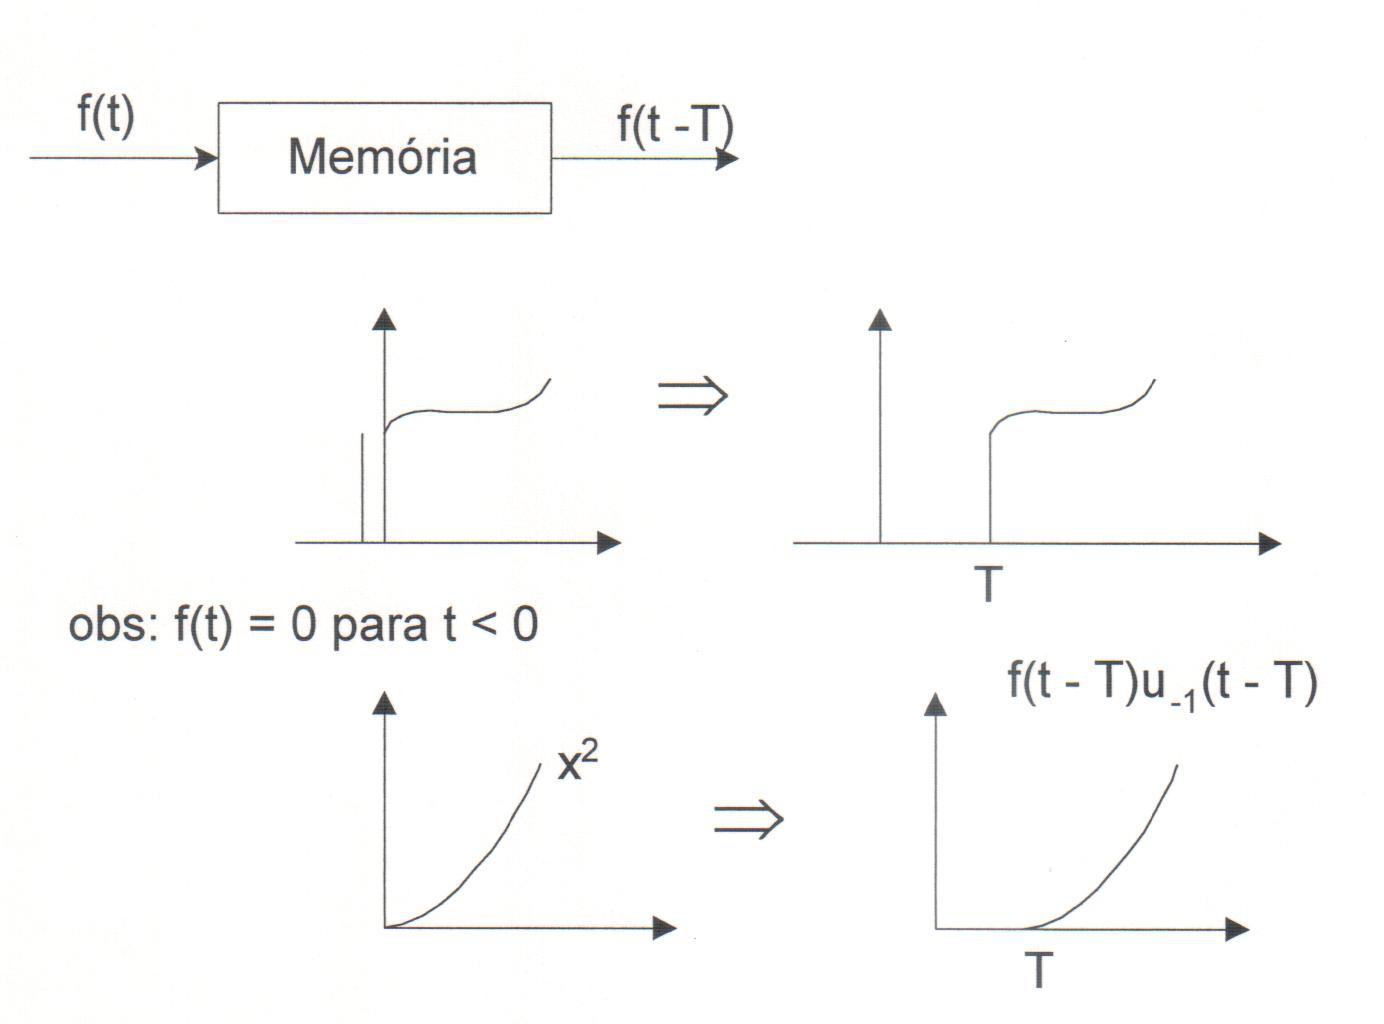 f(t)
Memória
f(t -T)
T
obs: f(t) = 0 para t < 0
f(t - T)u₋₁(t - T)
x²
T